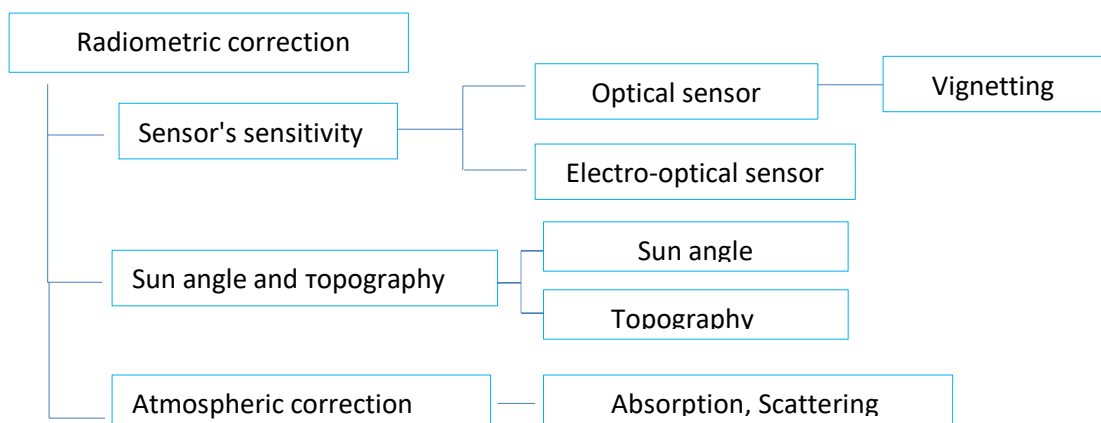 Radiometric correction
Sensor's sensitivity
Optical sensor
Vignetting
Electro-optical sensor
Sun angle and тopography
Sun angle
Topography
Atmospheric correction
Absorption, Scattering